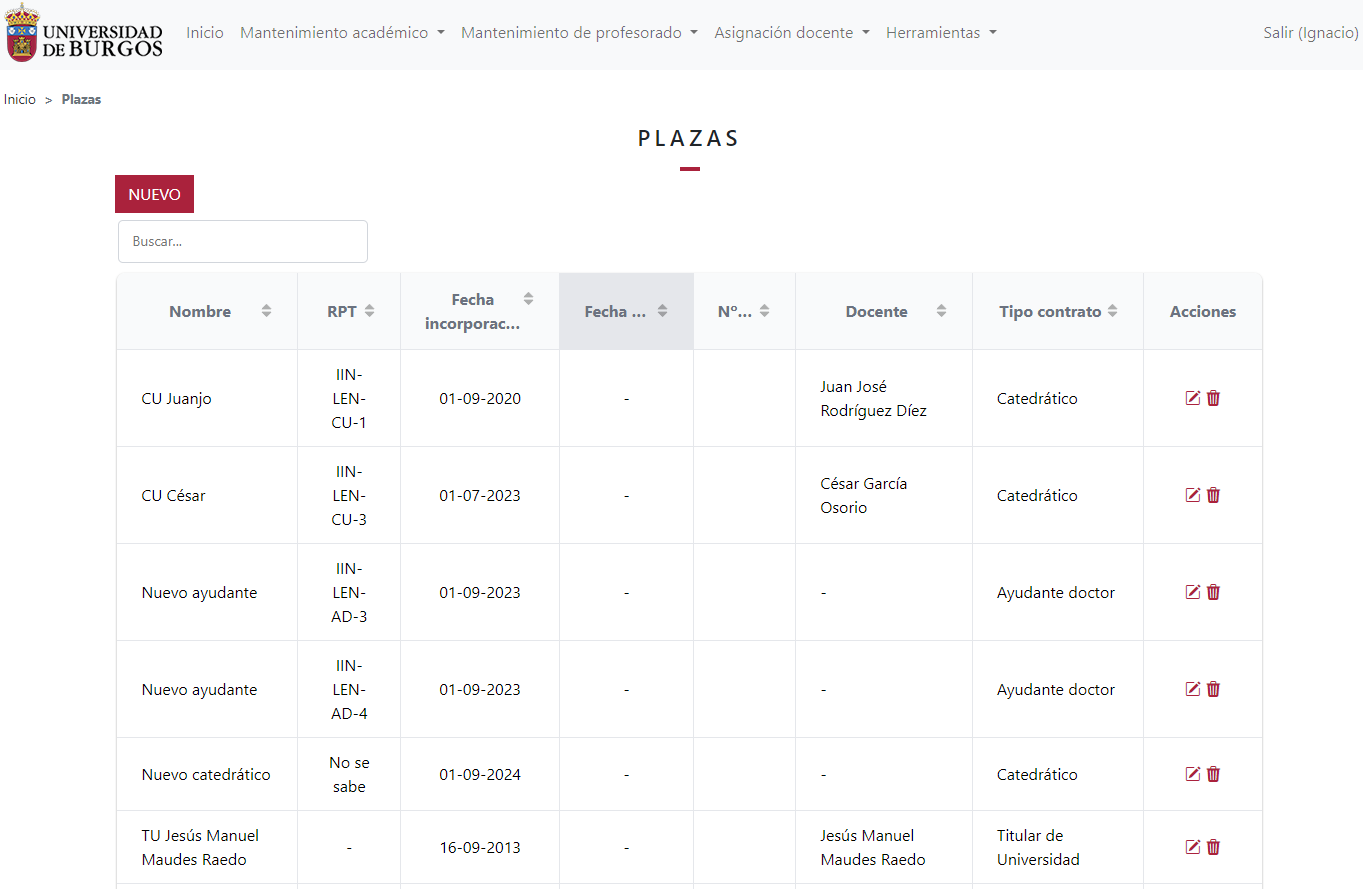 UNIVERSIDAD
DE BURGOS
Inicio Mantenimiento académico Mantenimiento de profesorado Asignación docente Herramientas Salir (Ignacio)
Inicio > Plazas
PLAZAS
NUEVO
Buscar...
Nombre RPT Fecha incorporac... Fecha ... Nº... Docente Tipo contrato Acciones
CU Juanjo IIN-LEN-CU-1 01-09-2020 - Juan José Rodríguez Díez Catedrático
CU César IIN-LEN-CU-3 01-07-2023 - César García Osorio Catedrático
Nuevo ayudante IIN-LEN-AD-3 01-09-2023 - - Ayudante doctor
Nuevo ayudante IIN-LEN-AD-4 01-09-2023 - - Ayudante doctor
Nuevo catedrático No se sabe 01-09-2024 - - Catedrático
TU Jesús Manuel Maudes Raedo - 16-09-2013 - Jesús Manuel Maudes Raedo Titular de Universidad